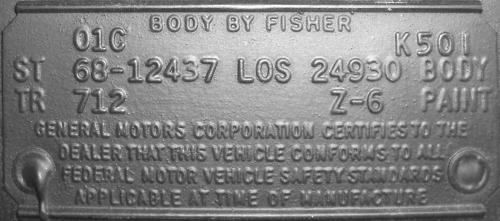 BODY BY FISHER
01C K501
ST 68-12437 LOS 24930 BODY
TR 712 Z-6 PAINT
GENERAL MOTORS CORPORATION CERTIFIES TO THE
DEALER THAT THIS VEHICLE CONFORMS TO ALL
FEDERAL MOTOR VEHICLE SAFETY STANDARDS
APPLICABLE AT TIME OF MANUFACTURE